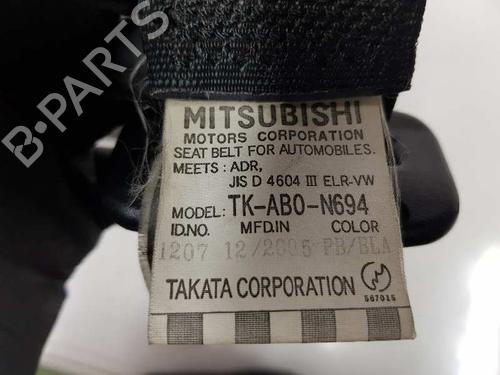 B-PARTS
MITSUBISHI
MOTORS CORPORATION
SEAT BELT FOR AUTOMOBILES.
MEETS : ADR,
JIS D 4604 III ELR-VW
MODEL: TK-AB0-N694
ID.NO. MFD.IN COLOR
1207 12/2005 PB/BLA
TAKATA CORPORATION
567015